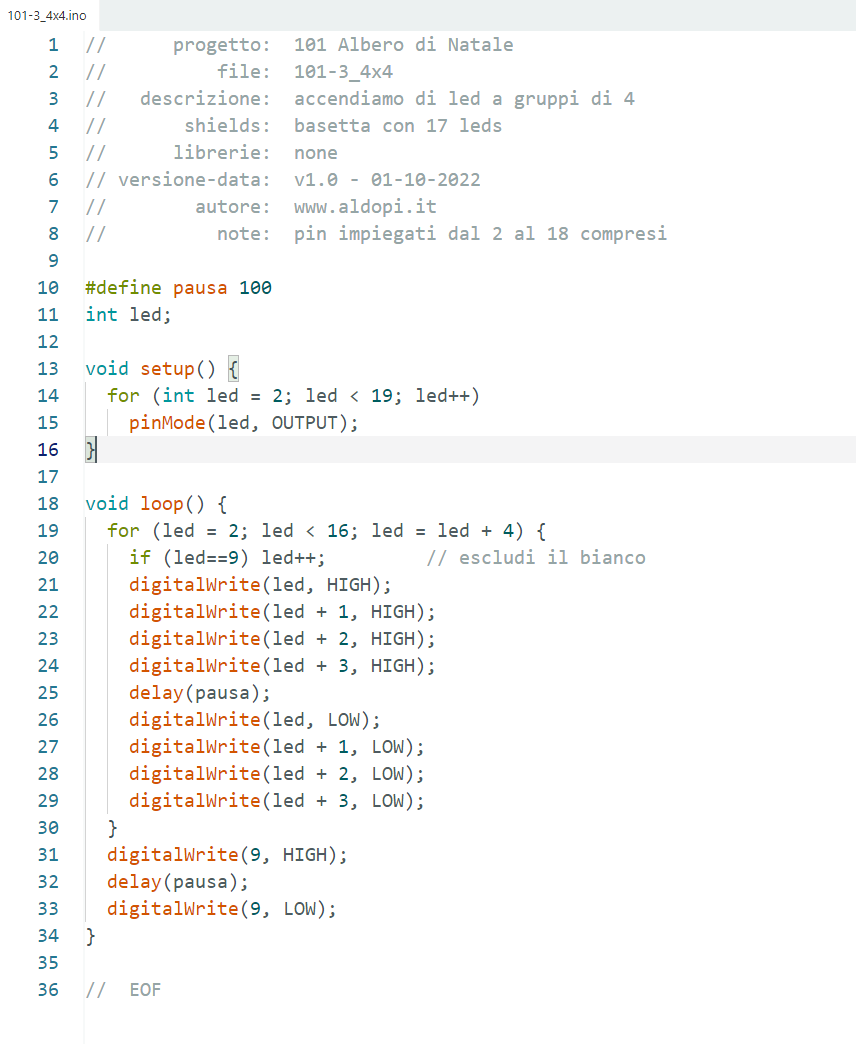 101-3_4x4.ino
1 //      progetto:  101 Albero di Natale
2 //          file:  101-3_4x4
3 //   descrizione:  accendiamo di led a gruppi di 4
4 //       shields:  basetta con 17 leds
5 //      librerie:  none
6 // versione-data:  v1.0 - 01-10-2022
7 //        autore:  www.aldopi.it
8 //          note:  pin impiegati dal 2 al 18 compresi
9
10 #define pausa 100
11 int led;
12
13 void setup() {
14   for (int led = 2; led < 19; led++)
15     pinMode(led, OUTPUT);
16 }
17
18 void loop() {
19   for (led = 2; led < 16; led = led + 4) {
20     if (led==9) led++;         // escludi il bianco
21     digitalWrite(led, HIGH);
22     digitalWrite(led + 1, HIGH);
23     digitalWrite(led + 2, HIGH);
24     digitalWrite(led + 3, HIGH);
25     delay(pausa);
26     digitalWrite(led, LOW);
27     digitalWrite(led + 1, LOW);
28     digitalWrite(led + 2, LOW);
29     digitalWrite(led + 3, LOW);
30   }
31   digitalWrite(9, HIGH);
32   delay(pausa);
33   digitalWrite(9, LOW);
34 }
35
36 //  EOF